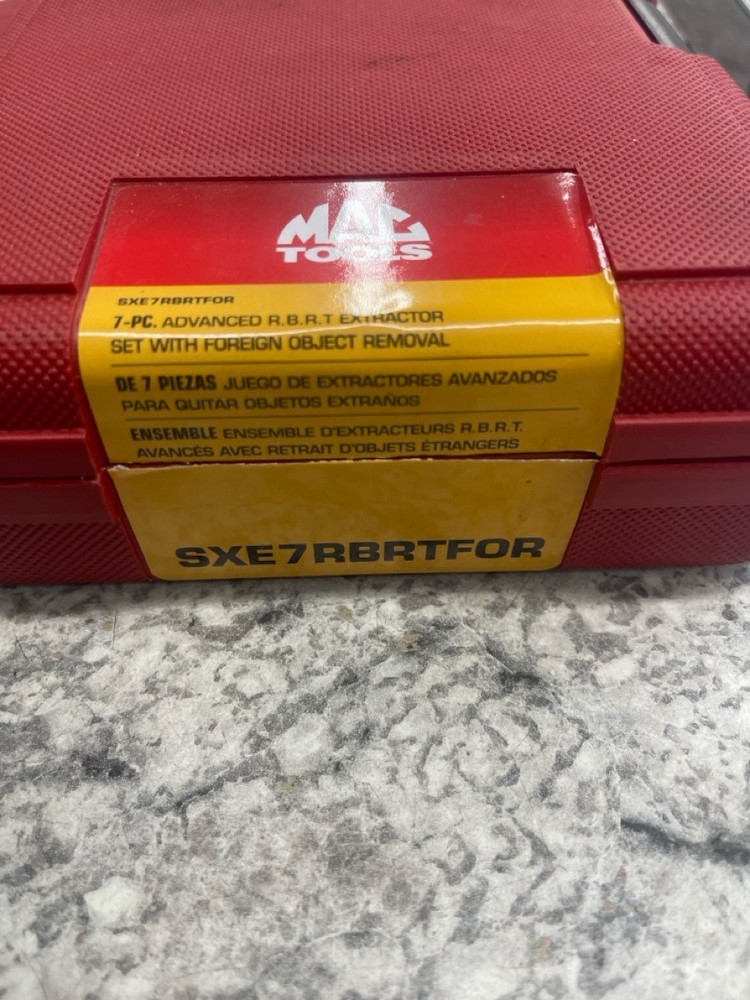 MAC
TOOLS
SXE7RBRTFOR
7-PC. ADVANCED R.B.R.T EXTRACTOR
SET WITH FOREIGN OBJECT REMOVAL
DE 7 PIEZAS JUEGO DE EXTRACTORES AVANZADOS
PARA QUITAR OBJETOS EXTRAÑOS
ENSEMBLE ENSEMBLE D'EXTRACTEURS R.B.R.T.
AVANCÉS AVEC RETRAIT D'OBJETS ÉTRANGERS
SXE7RBRTFOR